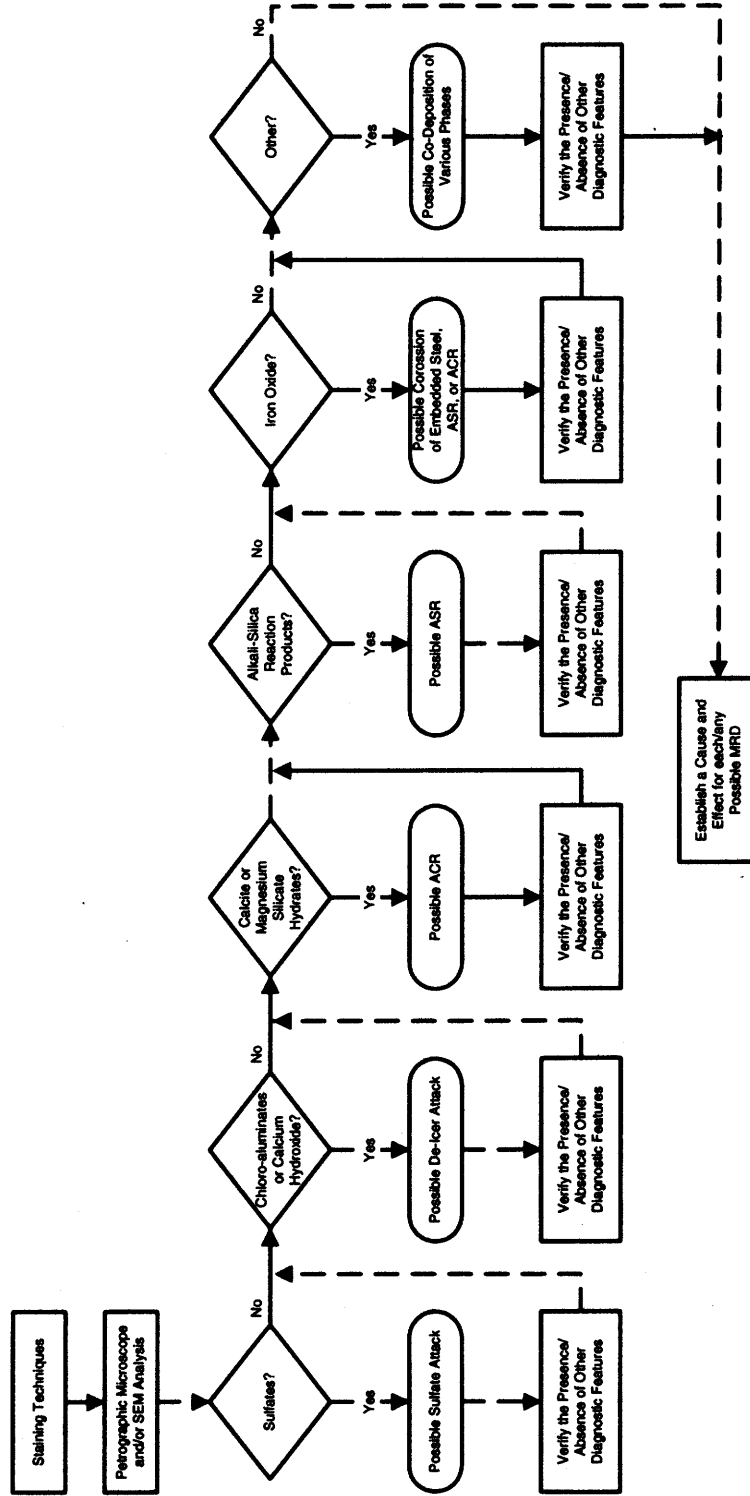 Staining Techniques
Petrographic Microscope
and/or SEM Analysis
Sulfates?
No
Yes
Possible Sulfate Attack
Verify the Presence/
Absence of Other
Diagnostic Features
Chloro-aluminates
or Calcium
Hydroxide?
No
Yes
Possible De-icer Attack
Verify the Presence/
Absence of Other
Diagnostic Features
Calcite or
Magnesium
Silicate
Hydrates?
Yes
Possible ACR
Verify the Presence/
Absence of Other
Diagnostic Features
Alkali-Silica
Reaction
Products?
No
Yes
Possible ASR
Verify the Presence/
Absence of Other
Diagnostic Features
Iron Oxide?
No
Yes
Possible Corossion
of Embedded Steel,
ASR, or ACR
Verify the Presence/
Absence of Other
Diagnostic Features
Other?
No
Yes
Possible Co-Deposition of
Various Phases
Verify the Presence/
Absence of Other
Diagnostic Features
Establish a Cause and
Effect for each/any
Possible MRD